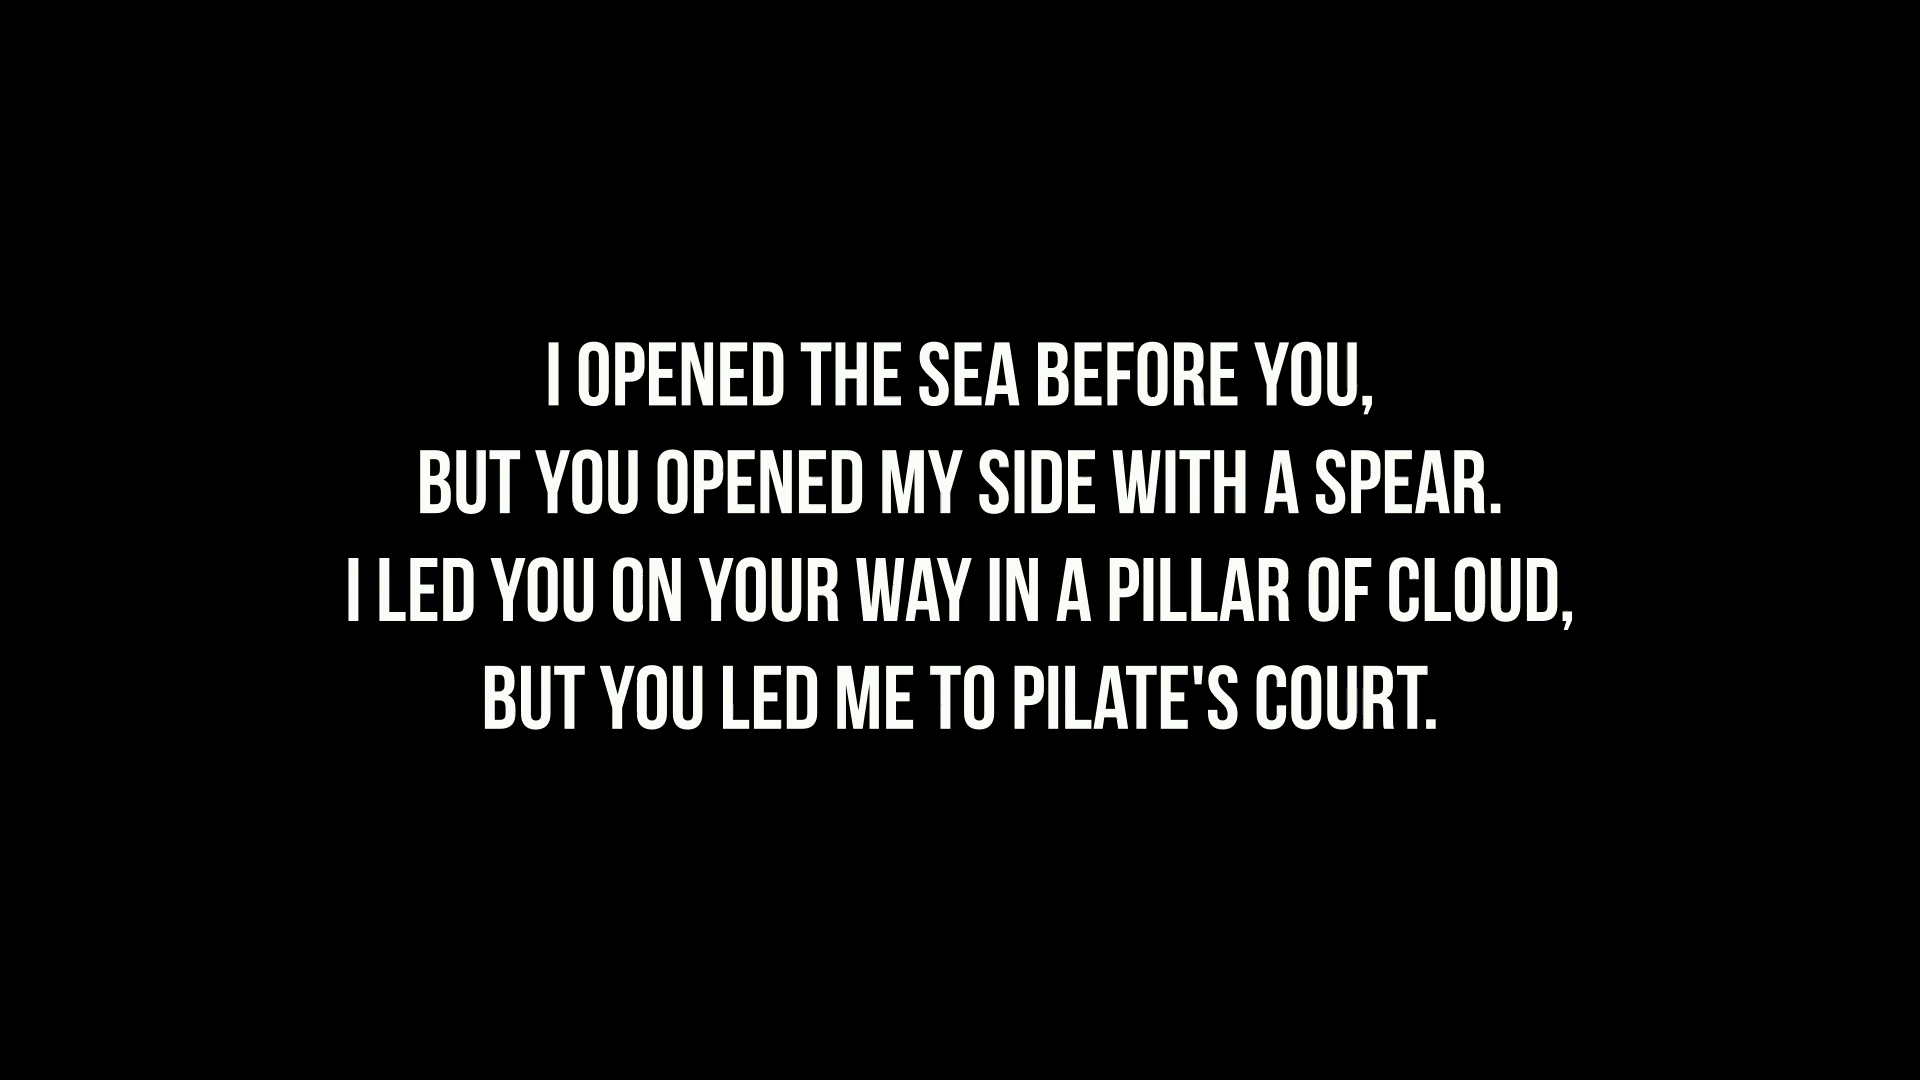 I OPENED THE SEA BEFORE YOU,
BUT YOU OPENED MY SIDE WITH A SPEAR.
I LED YOU ON YOUR WAY IN A PILLAR OF CLOUD,
BUT YOU LED ME TO PILATE'S COURT.